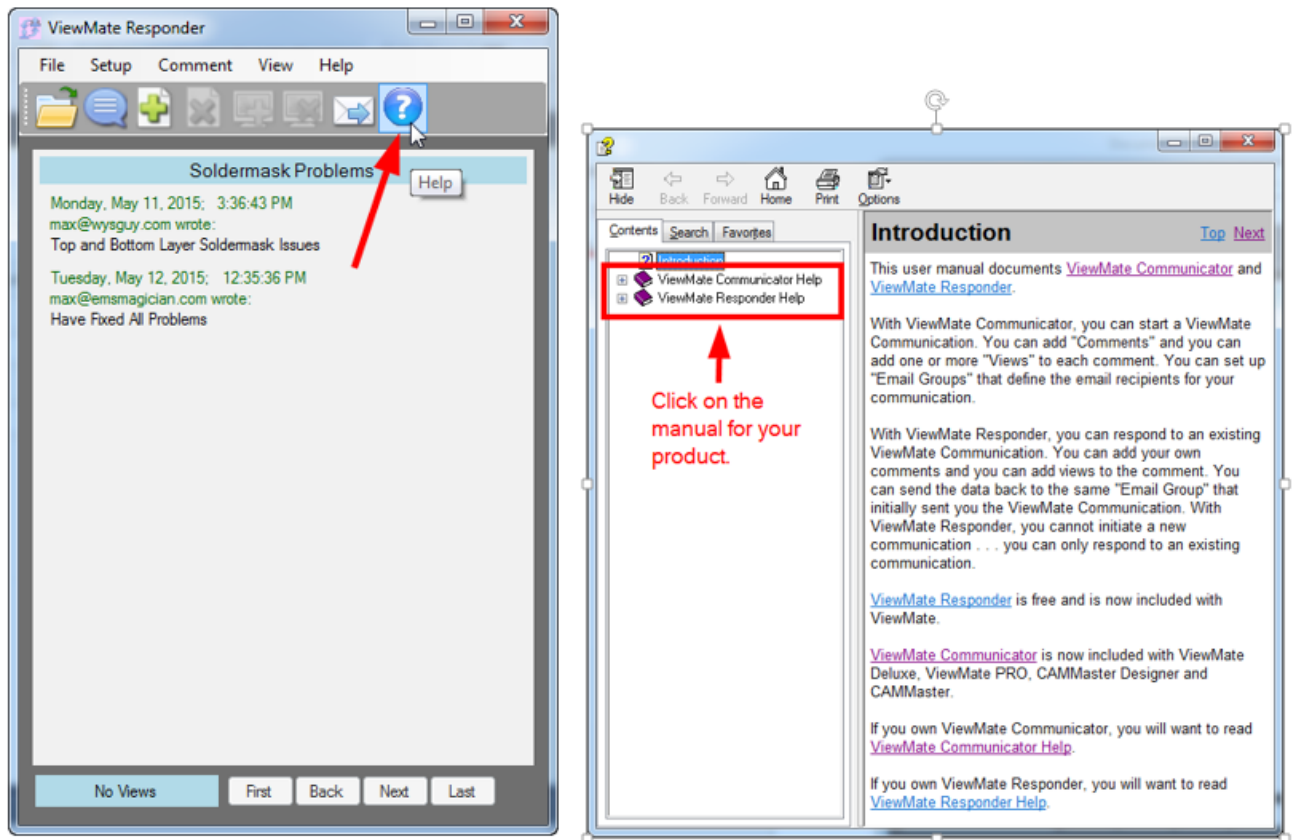 ViewMate Responder
File Setup Comment View Help
Help
Soldermask Problems
Monday, May 11, 2015; 3:36:43 PM
max@wysguy.com wrote:
Top and Bottom Layer Soldermask Issues
Tuesday, May 12, 2015; 12:35:36 PM
max@emsmagician.com wrote:
Have Fixed All Problems
No Views First Back Next Last
Hide Back Forward Home Print Options
Contents Search Favorites
Introduction
ViewMate Communicator Help
ViewMate Responder Help
Click on the
manual for your
product.
Introduction Top Next
This user manual documents ViewMate Communicator and
ViewMate Responder.
With ViewMate Communicator, you can start a ViewMate
Communication. You can add "Comments" and you can
add one or more "Views" to each comment. You can set up
"Email Groups" that define the email recipients for your
communication.
With ViewMate Responder, you can respond to an existing
ViewMate Communication. You can add your own
comments and you can add views to the comment. You
can send the data back to the same "Email Group" that
initially sent you the ViewMate Communication. With
ViewMate Responder, you cannot initiate a new
communication . . . you can only respond to an existing
communication.
ViewMate Responder is free and is now included with
ViewMate.
ViewMate Communicator is now included with ViewMate
Deluxe, ViewMate PRO, CAMMaster Designer and
CAMMaster.
If you own ViewMate Communicator, you will want to read
ViewMate Communicator Help.
If you own ViewMate Responder, you will want to read
ViewMate Responder Help.